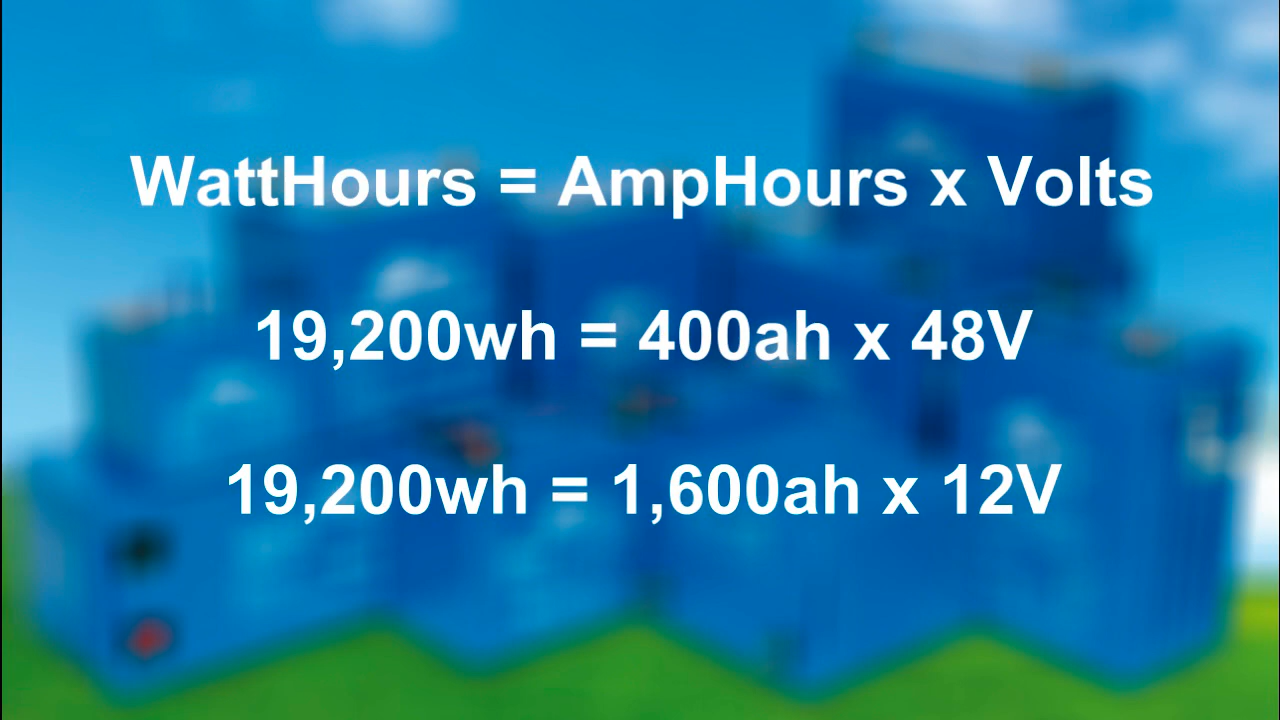 WattHours = AmpHours x Volts
19,200wh = 400ah x 48V
19,200wh = 1,600ah x 12V